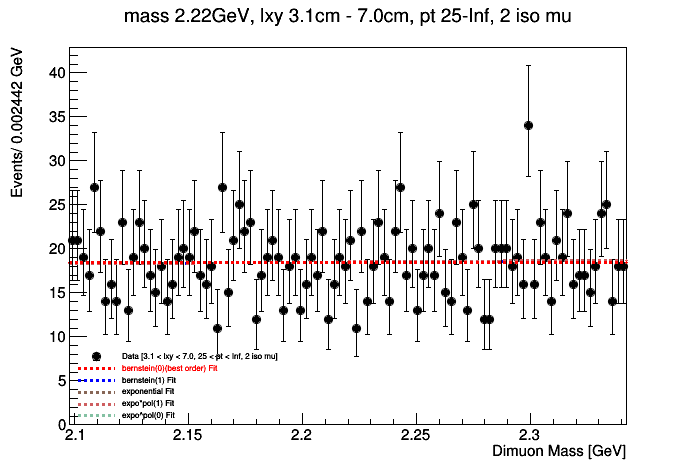 mass 2.22GeV, lxy 3.1cm - 7.0cm, pt 25-Inf, 2 iso mu
Events/ 0.002442 GeV
40
35
30
25
20
15
10
5
0
Data [3.1 < lxy < 7.0, 25 < pt < Inf, 2 iso mu]
bernstein(0)(best order) Fit
bernstein(1) Fit
exponential Fit
expo*pol(1) Fit
expo^pol(0) Fit
2.1 2.15 2.2 2.25 2.3
Dimuon Mass [GeV]